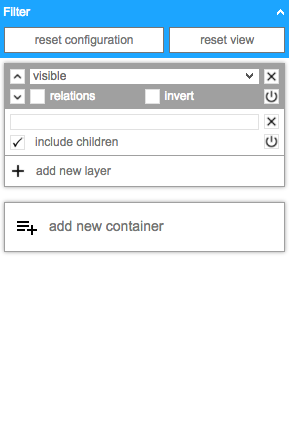 Filter
reset configuration reset view
visible
relations invert
include children
add new layer
add new container